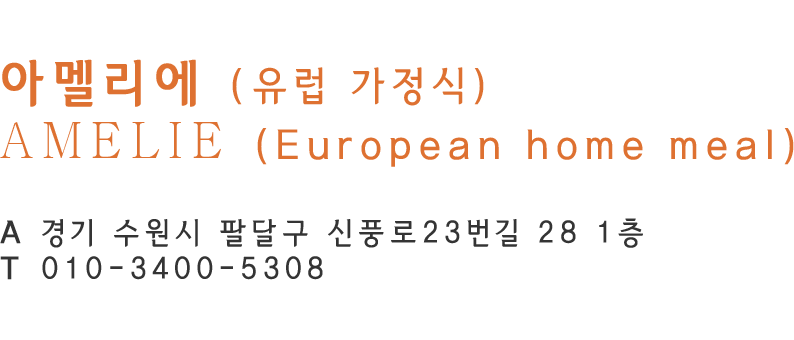 아멜리에 (유럽 가정식)
AMELIE (European home meal)
A 경기 수원시 팔달구 신풍로23번길 28 1층
T 010-3400-5308